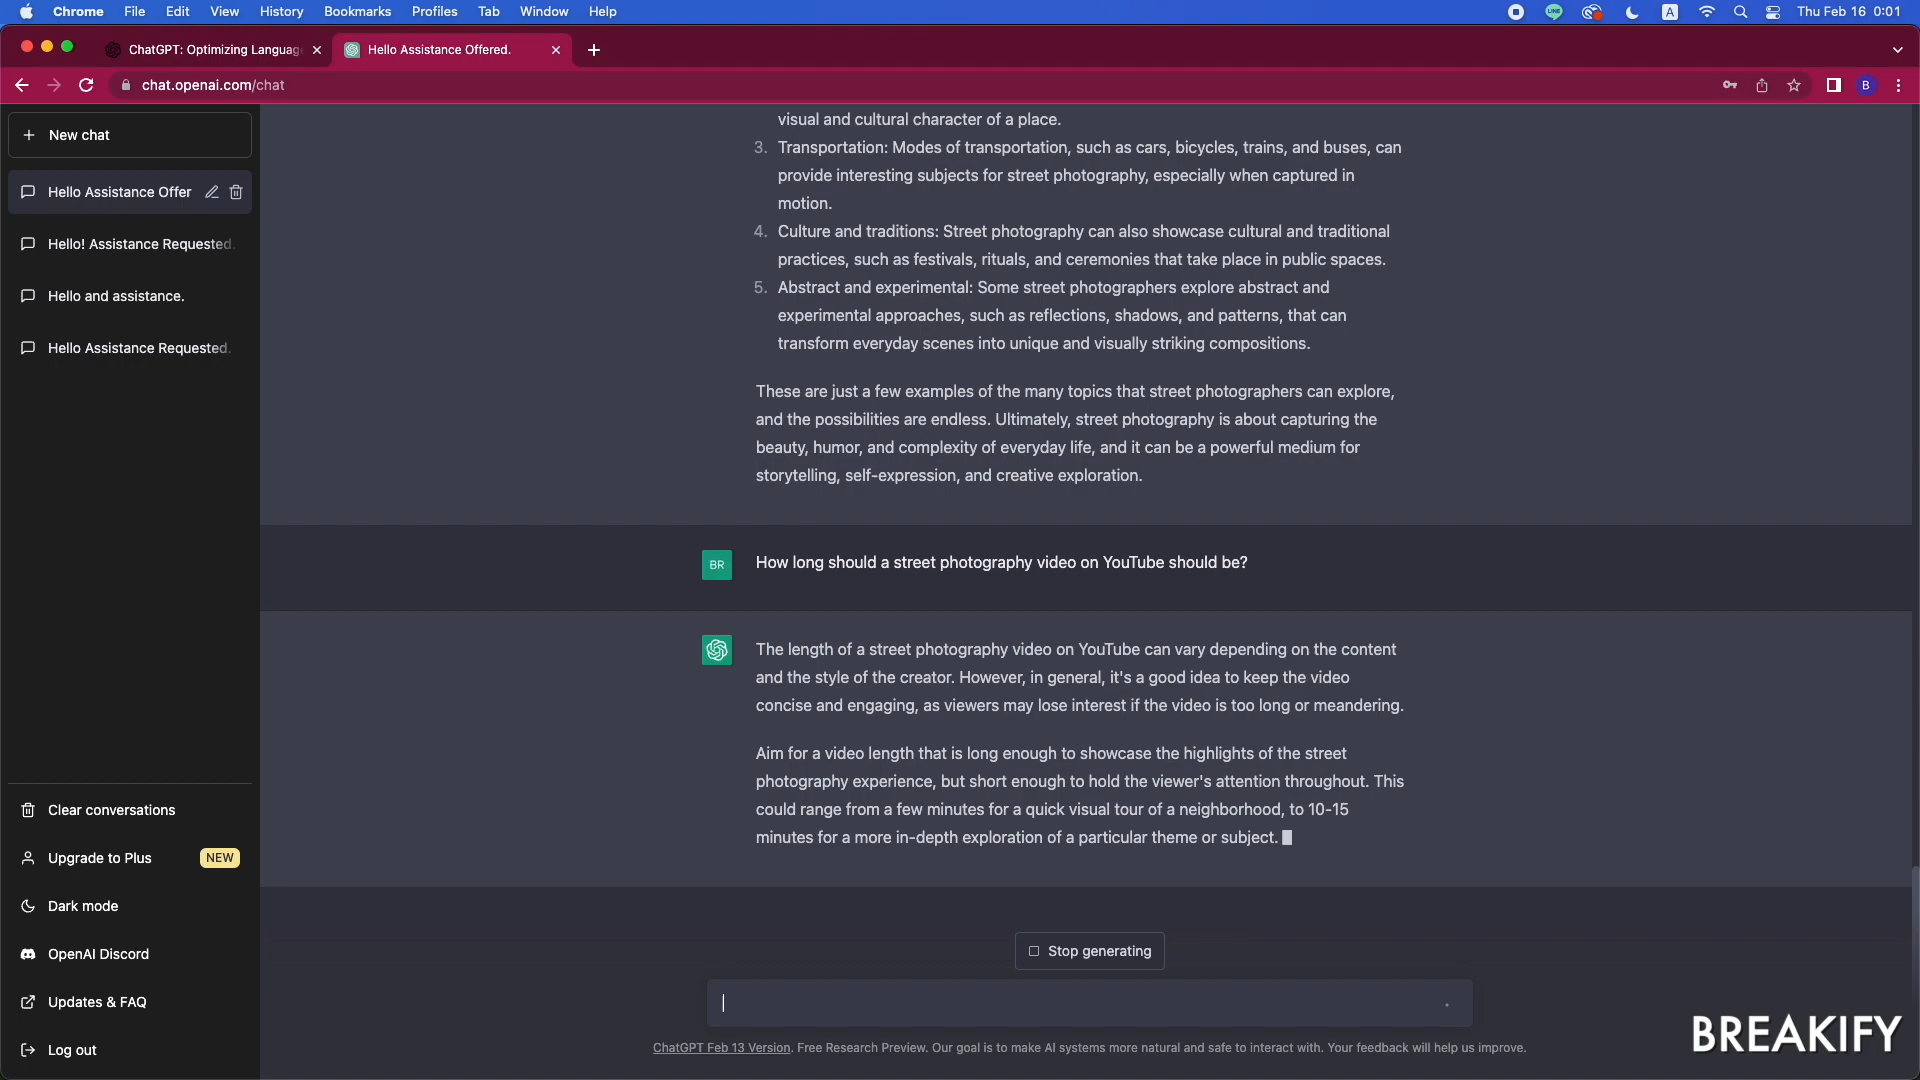 Chrome File Edit View History Bookmarks Profiles Tab Window Help
LINE A Thu Feb 16 0:01
ChatGPT: Optimizing Languag
Hello Assistance Offered.
chat.openai.com/chat
B
New chat
Hello Assistance Offer
Hello! Assistance Requested.
Hello and assistance.
Hello Assistance Requested.
visual and cultural character of a place.
3. Transportation: Modes of transportation, such as cars, bicycles, trains, and buses, can
provide interesting subjects for street photography, especially when captured in
motion.
4. Culture and traditions: Street photography can also showcase cultural and traditional
practices, such as festivals, rituals, and ceremonies that take place in public spaces.
5. Abstract and experimental: Some street photographers explore abstract and
experimental approaches, such as reflections, shadows, and patterns, that can
transform everyday scenes into unique and visually striking compositions.
These are just a few examples of the many topics that street photographers can explore,
and the possibilities are endless. Ultimately, street photography is about capturing the
beauty, humor, and complexity of everyday life, and it can be a powerful medium for
storytelling, self-expression, and creative exploration.
BR
How long should a street photography video on YouTube should be?
The length of a street photography video on YouTube can vary depending on the content
and the style of the creator. However, in general, it's a good idea to keep the video
concise and engaging, as viewers may lose interest if the video is too long or meandering.
Aim for a video length that is long enough to showcase the highlights of the street
photography experience, but short enough to hold the viewer's attention throughout. This
could range from a few minutes for a quick visual tour of a neighborhood, to 10-15
minutes for a more in-depth exploration of a particular theme or subject.
Clear conversations
Upgrade to Plus NEW
Dark mode
OpenAI Discord
Updates & FAQ
Log out
Stop generating
ChatGPT Feb 13 Version. Free Research Preview. Our goal is to make AI systems more natural and safe to interact with. Your feedback will help us improve.
BREAKIFY